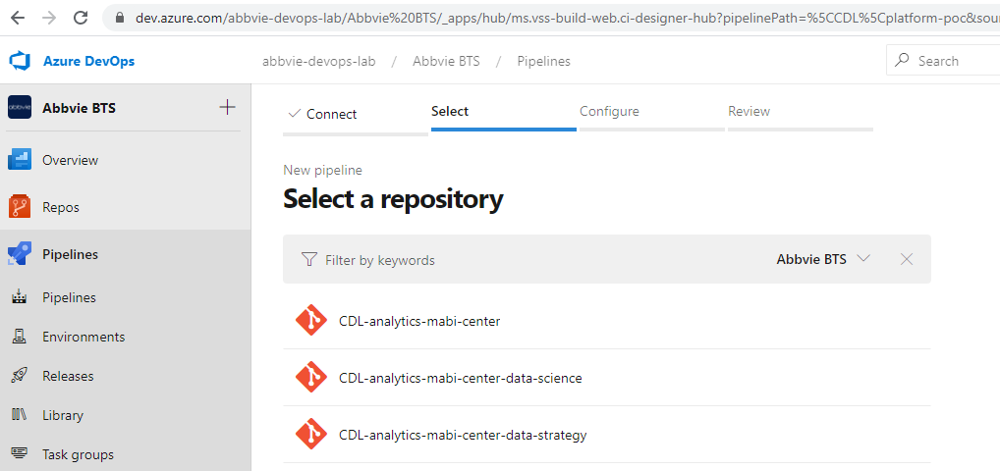 dev.azure.com/abbvie-devops-lab/Abbvie%20BTS/_apps/hub/ms.vss-build-web.ci-designer-hub?pipelinePath=%5CCDL%5Cplatform-poc&sou
Azure DevOps
abbvie-devops-lab / Abbvie BTS / Pipelines
Search
abbvie
Abbvie BTS
Overview
Repos
Pipelines
Pipelines
Environments
Releases
Library
Task groups
Connect
Select
Configure
Review
New pipeline
Select a repository
Filter by keywords
Abbvie BTS
CDL-analytics-mabi-center
CDL-analytics-mabi-center-data-science
CDL-analytics-mabi-center-data-strategy